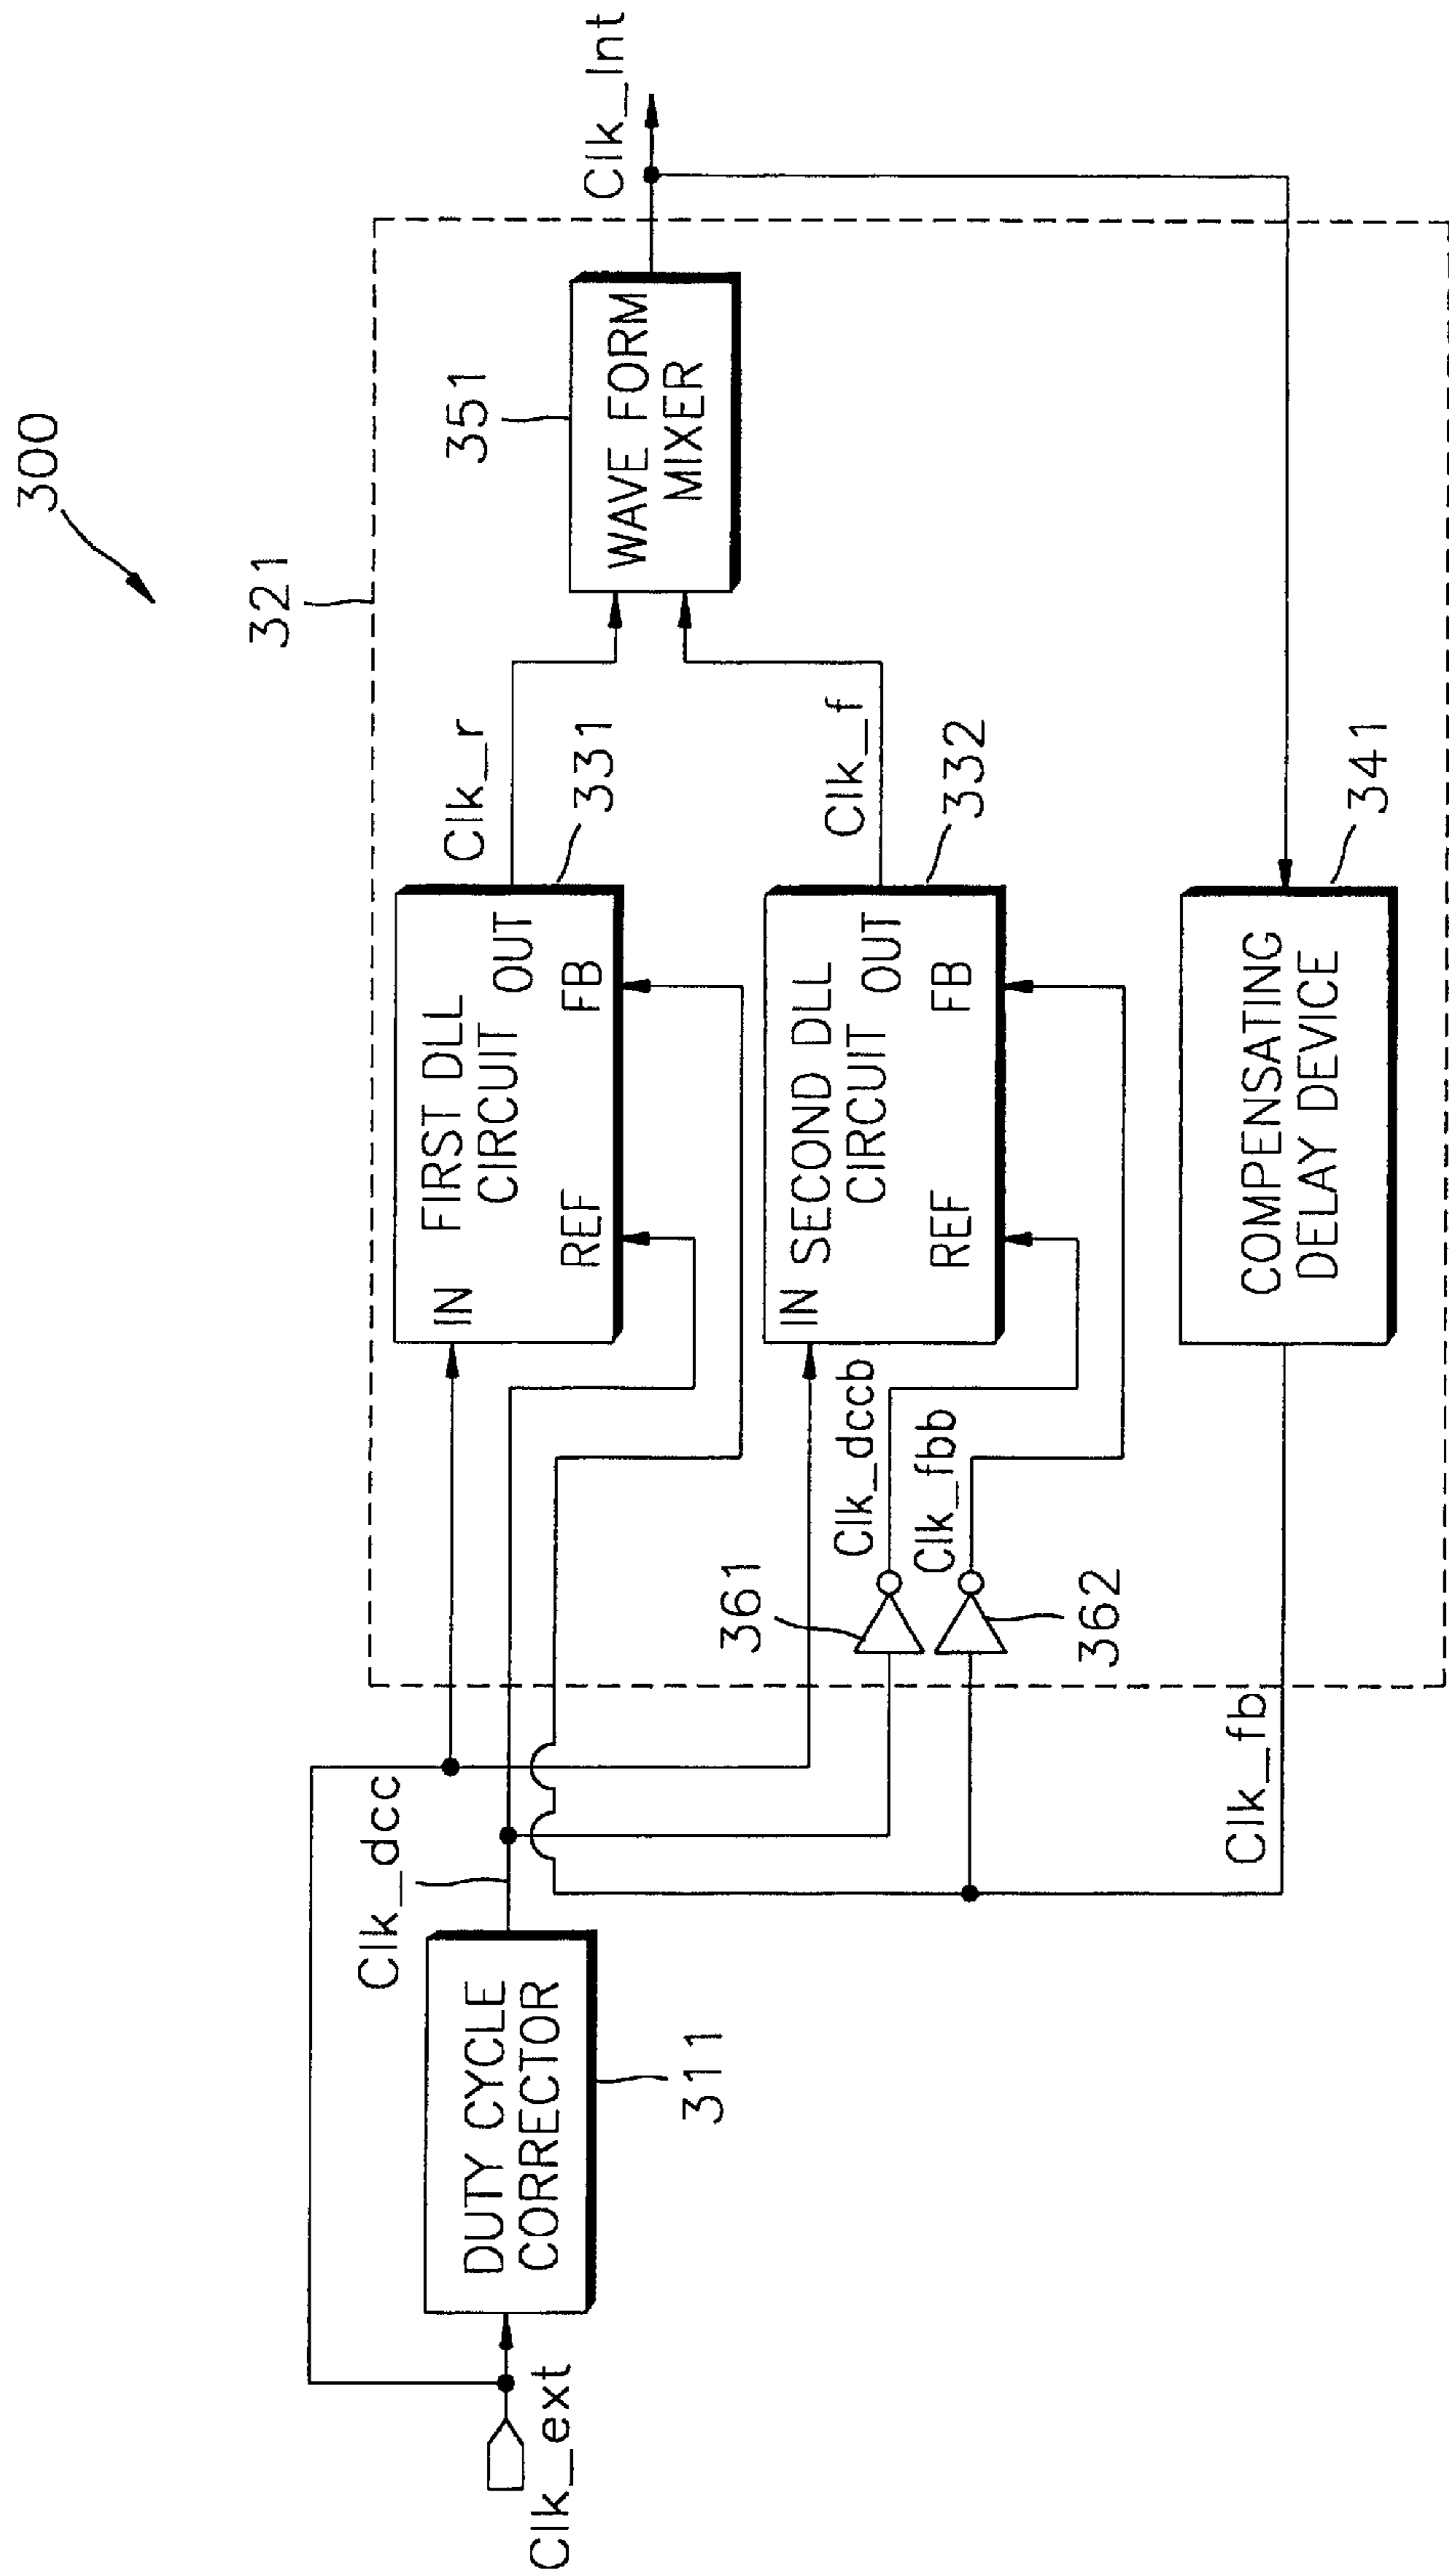 300
321
Clk_ext
DUTY CYCLE
CORRECTOR
311
Clk_dcc
IN
FIRST DLL
CIRCUIT
OUT
REF
FB
331
Clk_r
IN
SECOND DLL
CIRCUIT
OUT
REF
FB
332
Clk_f
361
Clk_dccb
Clk_fbb
362
WAVE FORM
MIXER
351
Clk_Int
COMPENSATING
DELAY DEVICE
341
Clk_fb